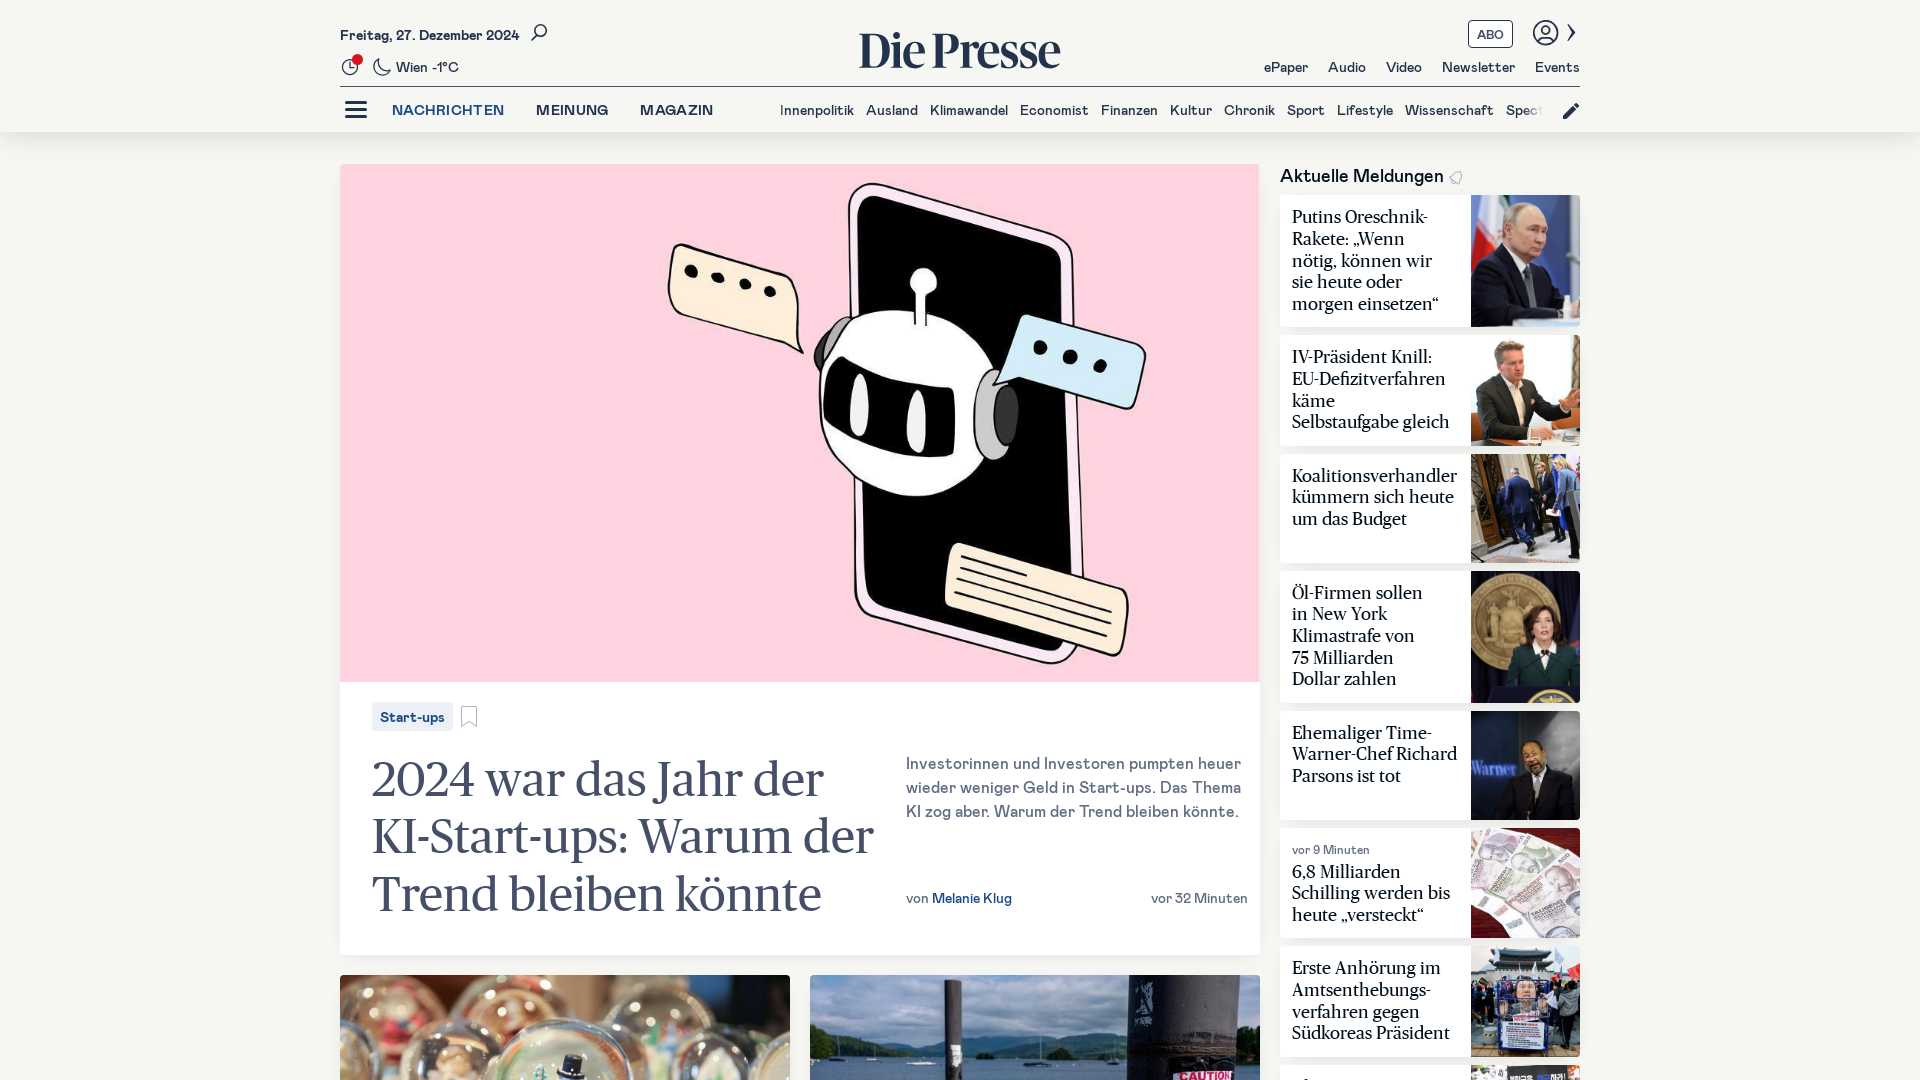 Freitag, 27. Dezember 2024
Wien -1°C
Die Presse
ABO
ePaper
Audio
Video
Newsletter
Events
NACHRICHTEN
MEINUNG
MAGAZIN
Innenpolitik
Ausland
Klimawandel
Economist
Finanzen
Kultur
Chronik
Sport
Lifestyle
Wissenschaft
Start-ups
2024 war das Jahr der
KI-Start-ups: Warum der
Trend bleiben könnte
Investorinnen und Investoren pumpten heuer
wieder weniger Geld in Start-ups. Das Thema
KI zog aber. Warum der Trend bleiben könnte.
von Melanie Klug
vor 32 Minuten
CAUTION
Aktuelle Meldungen
Putins Oreschnik-
Rakete: „Wenn
nötig, können wir
sie heute oder
morgen einsetzen“
IV-Präsident Knill:
EU-Defizitverfahren
käme
Selbstaufgabe gleich
Koalitionsverhandler
kümmern sich heute
um das Budget
Öl-Firmen sollen
in New York
Klimastrafe von
75 Milliarden
Dollar zahlen
Ehemaliger Time-
Warner-Chef Richard
Parsons ist tot
Warner
vor 9 Minuten
6,8 Milliarden
Schilling werden bis
heute „versteckt“
Erste Anhörung im
Amtsenthebungs-
verfahren gegen
Südkoreas Präsident